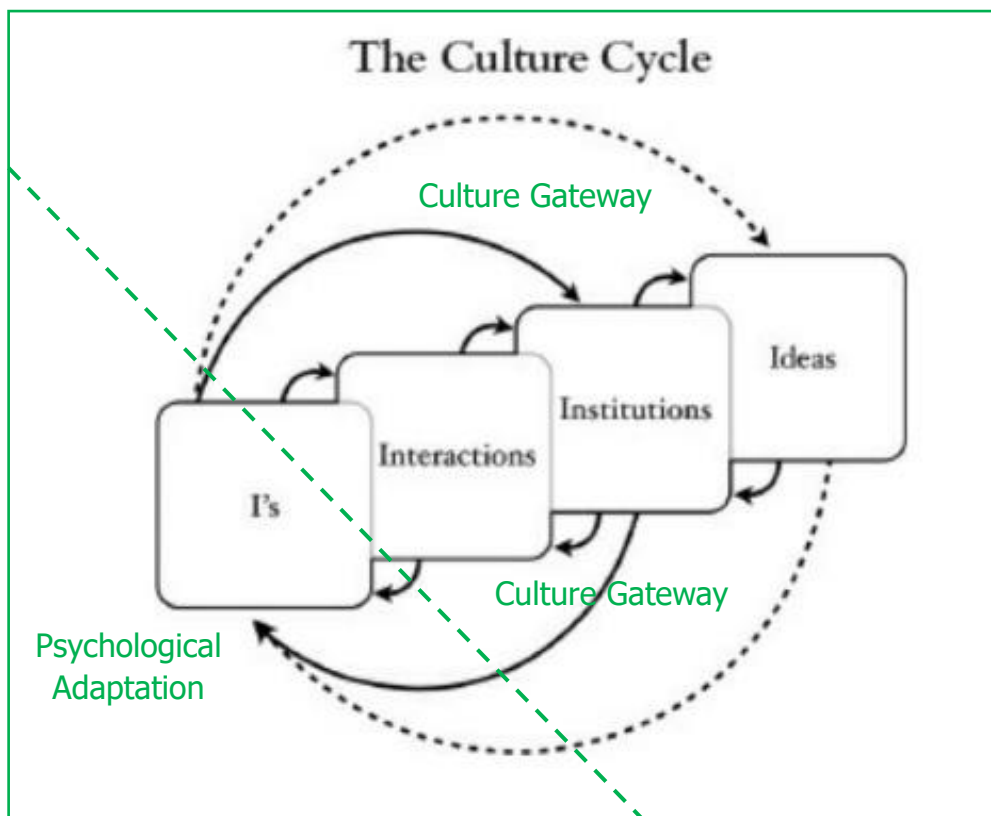 The Culture Cycle
Culture Gateway
Ideas
Institutions
Interactions
I's
Culture Gateway
Psychological
Adaptation